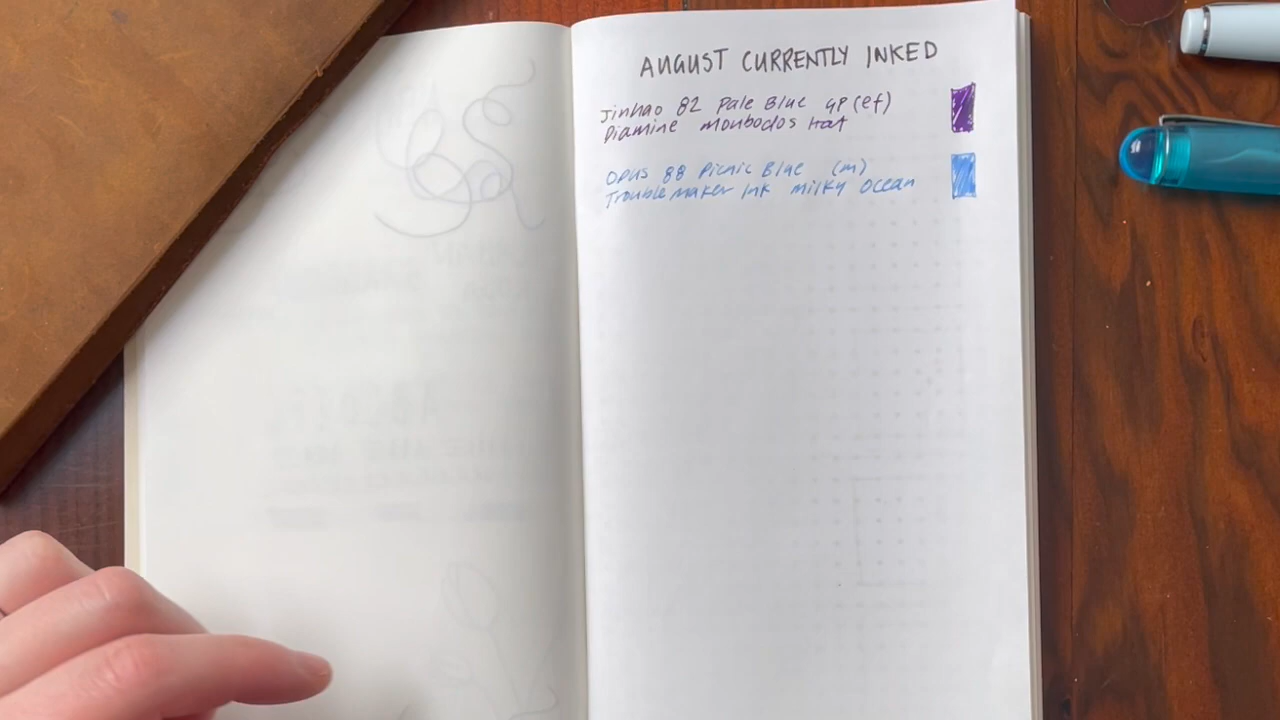 AUGUST CURRENTLY INKED
Jinhao 82 Pale Blue GP (ef)
Diamine Monbodos Hat
Opus 88 Picnic Blue (m)
Troublemaker Ink Milky Ocean